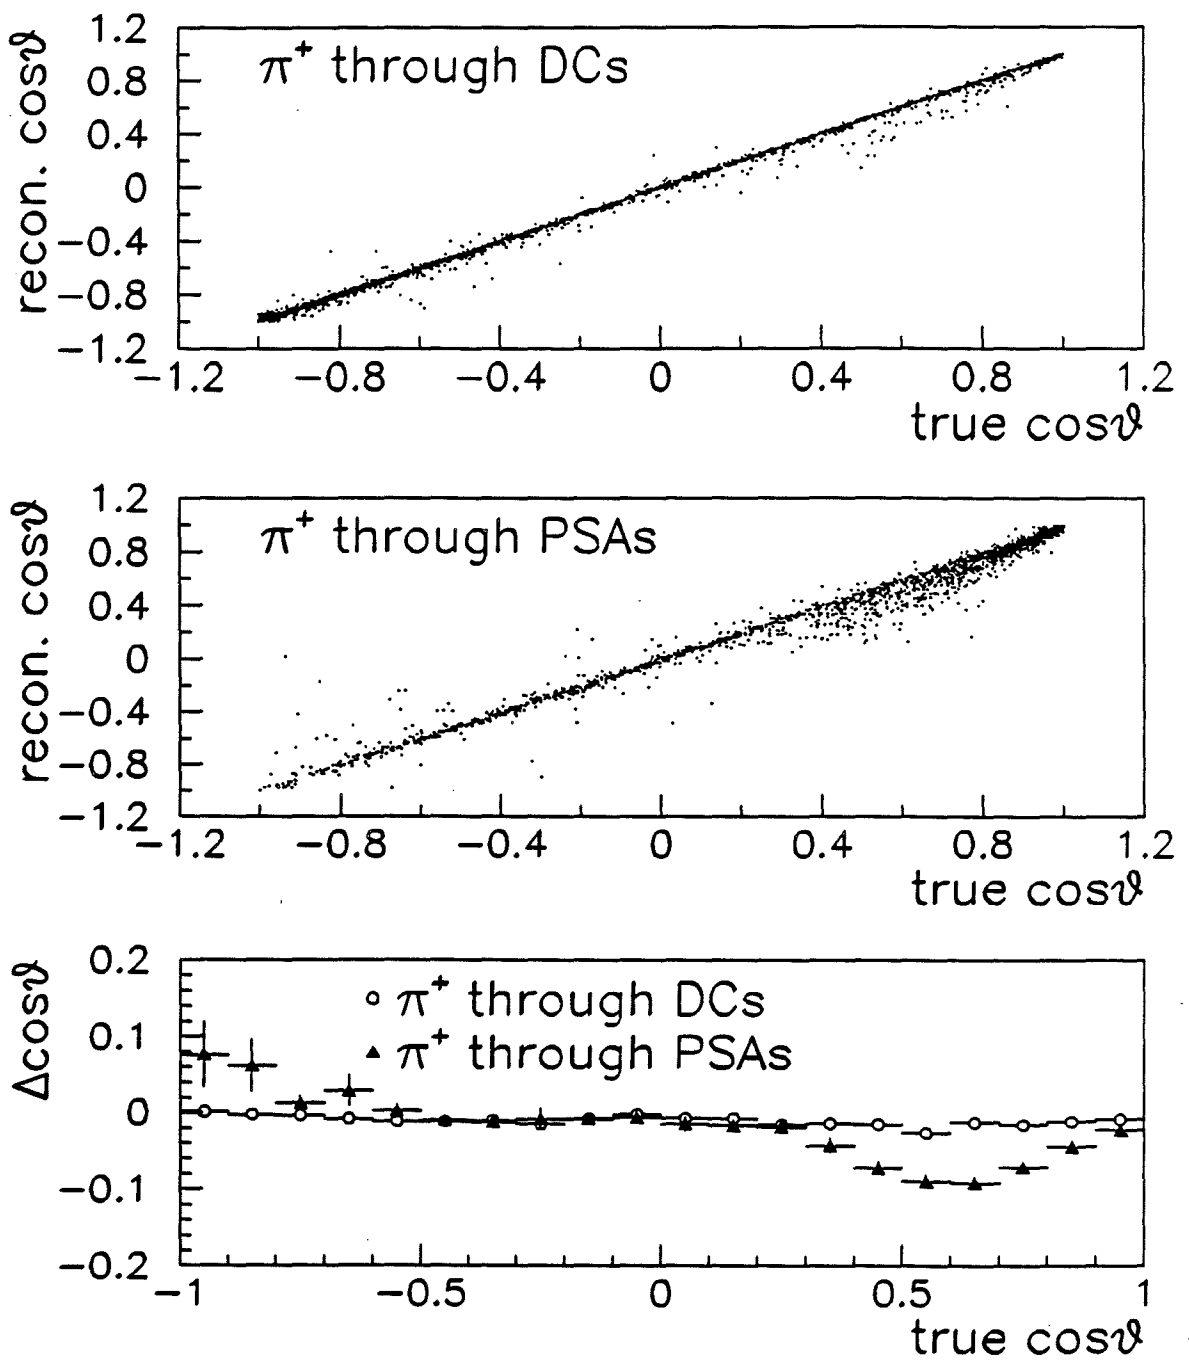 1.2
0.8
0.4
0
−0.4
−0.8
−1.2
recon. cosϑ
π⁺ through DCs
−1.2 −0.8 −0.4 0 0.4 0.8 1.2
true cosϑ
1.2
0.8
0.4
0
−0.4
−0.8
−1.2
recon. cosϑ
π⁺ through PSAs
−1.2 −0.8 −0.4 0 0.4 0.8 1.2
true cosϑ
0.2
0.1
0
−0.1
−0.2
Δcosϑ
π⁺ through DCs
π⁺ through PSAs
−1 −0.5 0 0.5 1
true cosϑ